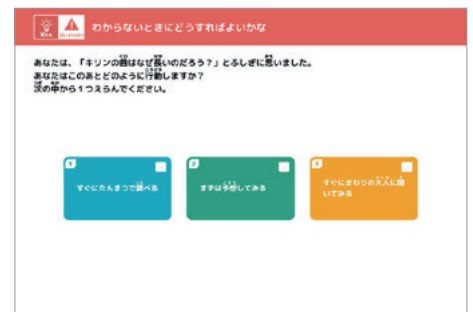 わからないときにどうすればよいかな
あなたは、「キリンの首はなぜ長いのだろう?」とふしぎに思いました。
あなたはこのあとどのように行動しますか?
次の中から1つえらんでください。
1
すぐにたんまつで調べる
2
まずは予想してみる
3
すぐにまわりの大人に聞
いてみる